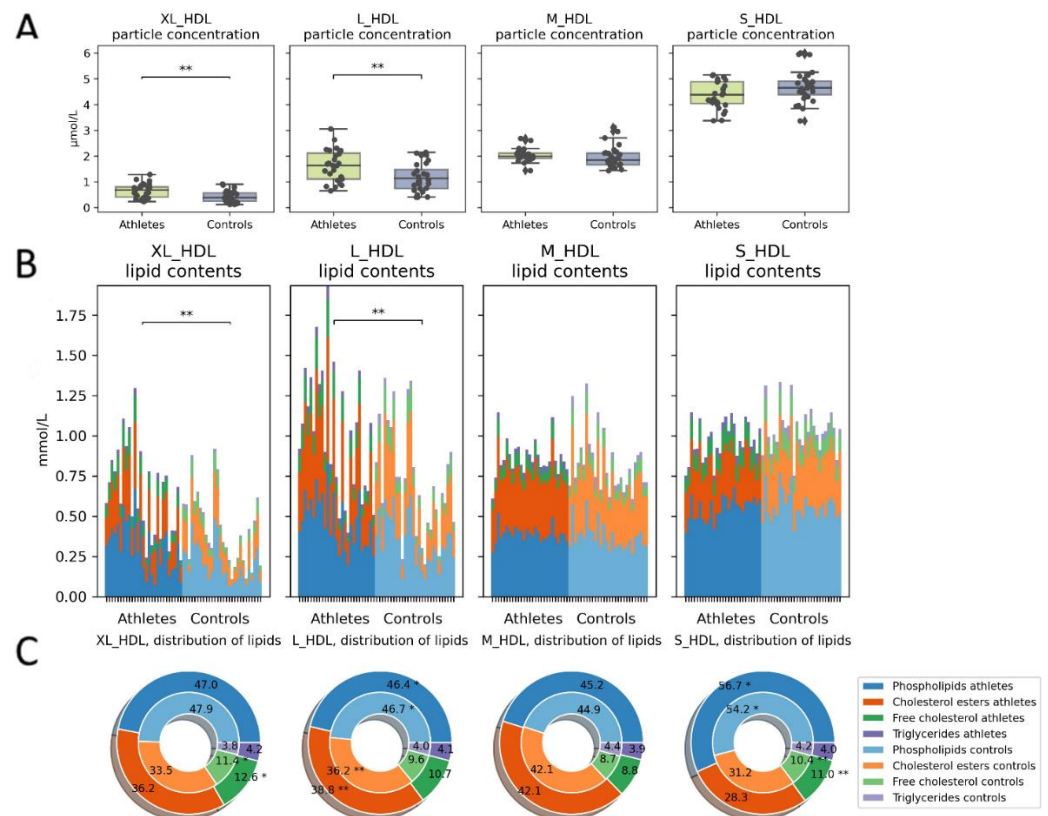 A
XL_HDL
particle concentration
L_HDL
particle concentration
M_HDL
particle concentration
S_HDL
particle concentration
μmol/L
6
5
4
3
2
1
0
**
**
Athletes Controls
Athletes Controls
Athletes Controls
Athletes Controls
B
XL_HDL
lipid contents
L_HDL
lipid contents
M_HDL
lipid contents
S_HDL
lipid contents
mmol/L
1.75
1.50
1.25
1.00
0.75
0.50
0.25
0.00
**
**
Athletes Controls
Athletes Controls
Athletes Controls
Athletes Controls
C
XL_HDL, distribution of lipids
L_HDL, distribution of lipids
M_HDL, distribution of lipids
S_HDL, distribution of lipids
47.0
47.9
3.8
4.2
11.4 *
12.6 *
33.5
36.2
46.4 *
46.7 *
4.0
4.1
9.6
10.7
36.2 **
38.8 **
45.2
44.9
4.4
3.9
8.7
8.8
42.1
42.1
56.7 *
54.2 *
4.2
4.0
10.4 **
11.0 **
31.2
28.3
Phospholipids athletes
Cholesterol esters athletes
Free cholesterol athletes
Triglycerides athletes
Phospholipids controls
Cholesterol esters controls
Free cholesterol controls
Triglycerides controls